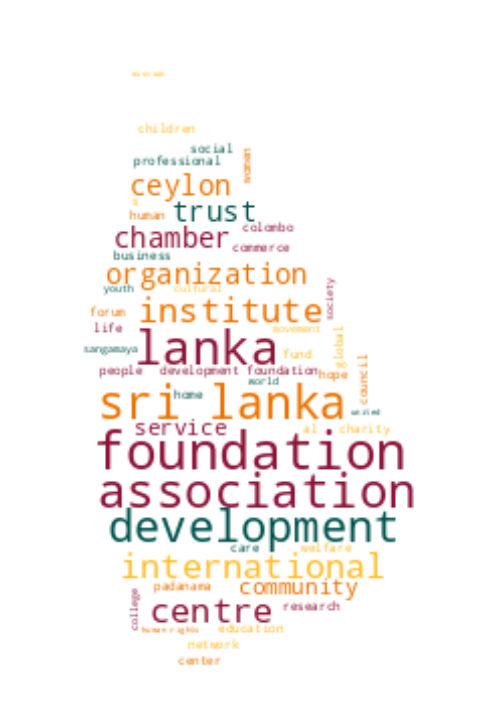 mission
children
social
professional
women
ceylon
s
human
trust
colombo
chamber
commerce
business
organization
youth
cultural
society
forum
institute
life
movement
global
sangamaya
lanka
fund
people
development foundation
hope
council
world
home
sri lanka
united
service
al
charity
foundation
association
development
care
welfare
international
padanama
community
college
centre
research
human rights
education
network
center